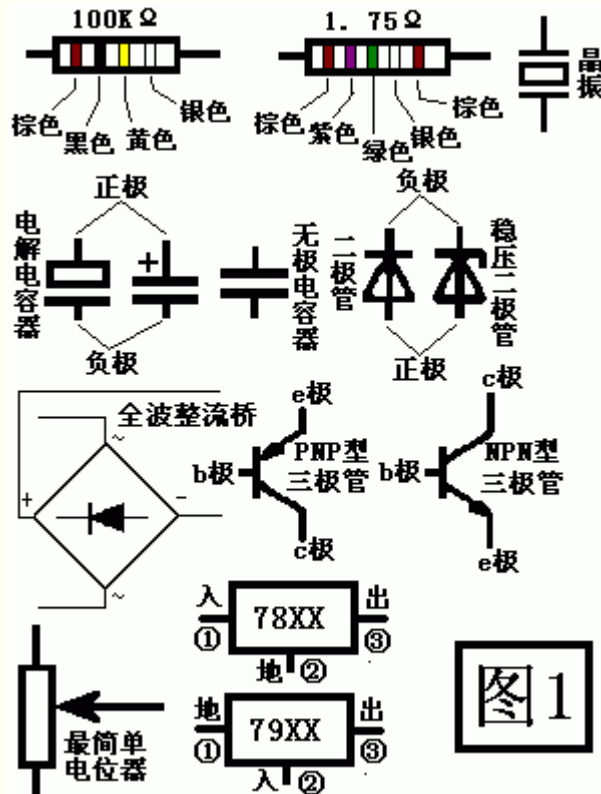 100KΩ
1. 75Ω
晶振
棕色
黑色
黄色
银色
棕色
紫色
绿色
银色
棕色
正极
负极
电解电容器
+
无极电容器
二极管
稳压二极管
负极
正极
全波整流桥
~
+
-
~
e极
b极
PNP型
三极管
c极
c极
b极
NPN型
三极管
e极
入
78XX
出
①
③
地②
地
79XX
出
①
③
入②
最简单
电位器
图1